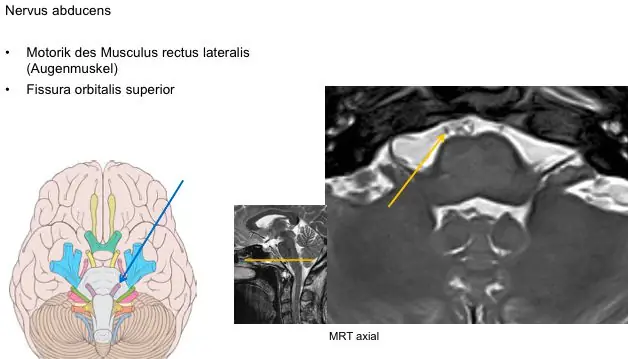 Nervus abducens
• Motorik des Musculus rectus lateralis
(Augenmuskel)
• Fissura orbitalis superior
MRT axial